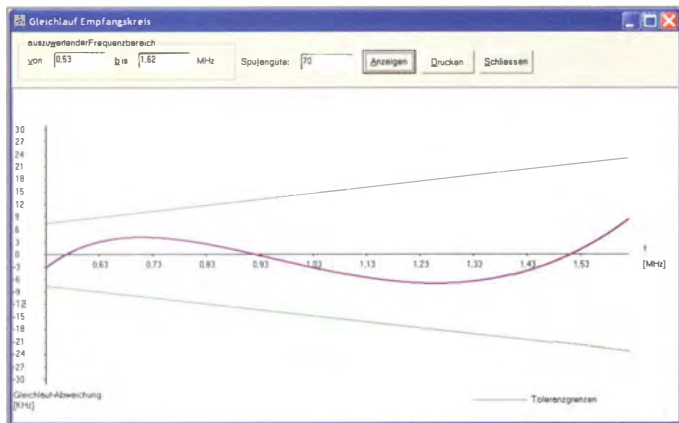 Gleichlauf Empfangskreis
auszuwertenderFrequenzbereich
von 0,53 bis 1,62 MHz
Spulengüte: 70
Anzeigen Drucken Schliessen
30
27
24
21
18
15
12
9
6
3
0
-3
-6
-9
-12
-15
-18
-21
-24
-27
-30
0,63 0,73 0,83 0,93 1,03 1,13 1,23 1,33 1,43 1,53
f
[MHz]
Gleichlauf-Abweichung
[KHz]
Toleranzgrenzen